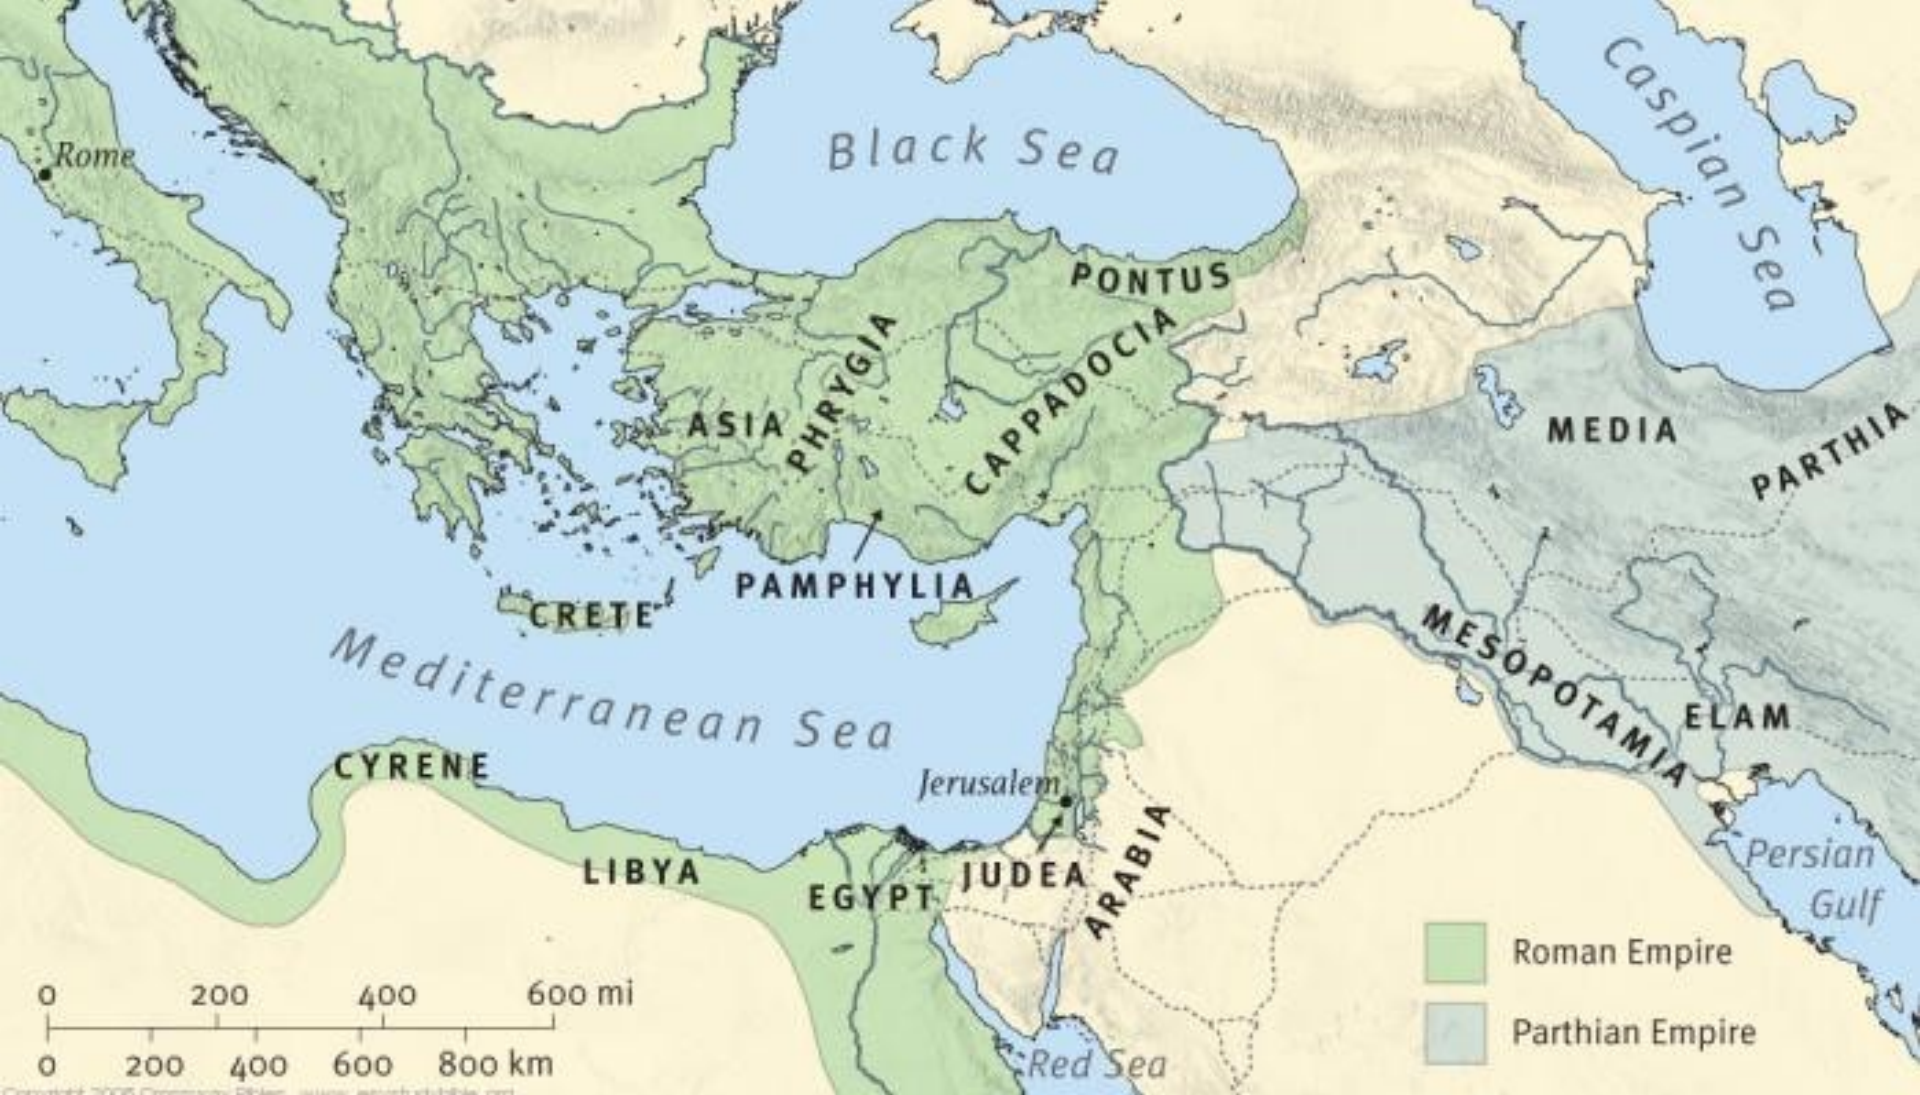 Black Sea
Caspian Sea
Rome
PONTUS
PHRYGIA
CAPPADOCIA
ASIA
MEDIA
PARTHIA
PAMPHYLIA
CRETE
Mediterranean Sea
MESOPOTAMIA
ELAM
CYRENE
Jerusalem
LIBYA
EGYPT
JUDEA
ARABIA
Persian
Gulf
Roman Empire
Parthian Empire
Red Sea
0 200 400 600 mi
0 200 400 600 800 km